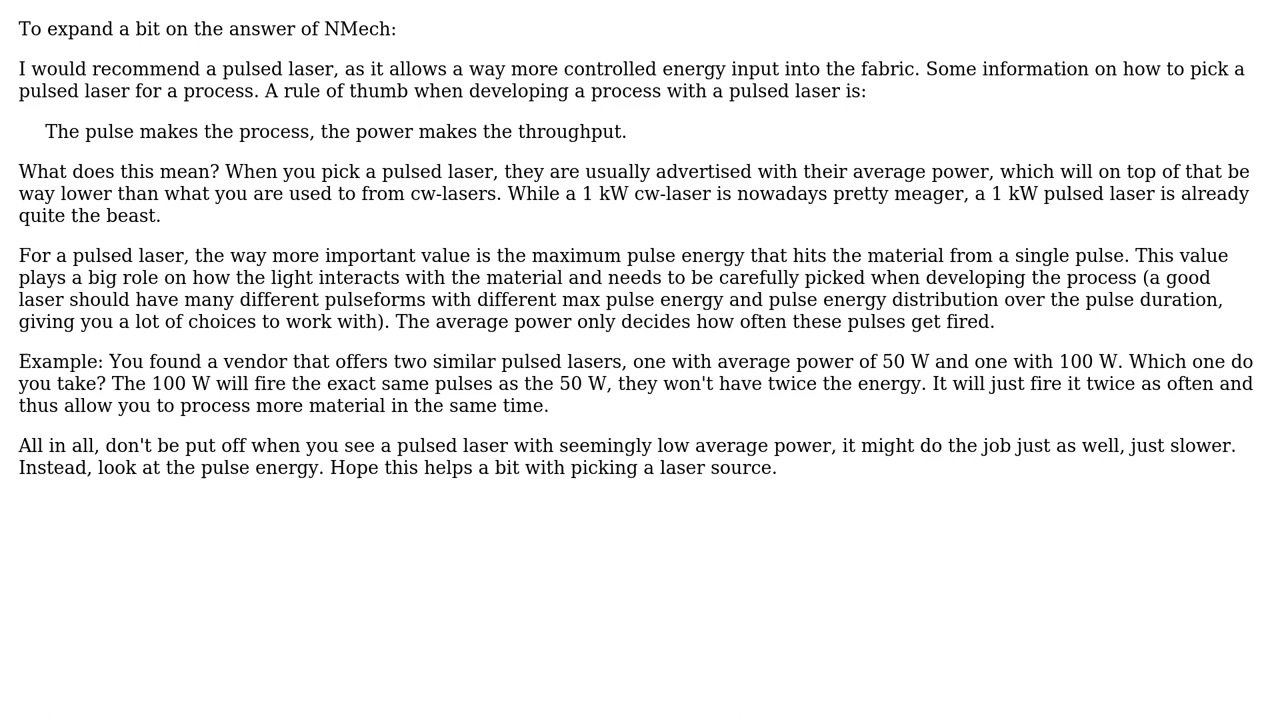 To expand a bit on the answer of NMech:
I would recommend a pulsed laser, as it allows a way more controlled energy input into the fabric. Some information on how to pick a
pulsed laser for a process. A rule of thumb when developing a process with a pulsed laser is:
The pulse makes the process, the power makes the throughput.
What does this mean? When you pick a pulsed laser, they are usually advertised with their average power, which will on top of that be
way lower than what you are used to from cw-lasers. While a 1 kW cw-laser is nowadays pretty meager, a 1 kW pulsed laser is already
quite the beast.
For a pulsed laser, the way more important value is the maximum pulse energy that hits the material from a single pulse. This value
plays a big role on how the light interacts with the material and needs to be carefully picked when developing the process (a good
laser should have many different pulseforms with different max pulse energy and pulse energy distribution over the pulse duration,
giving you a lot of choices to work with). The average power only decides how often these pulses get fired.
Example: You found a vendor that offers two similar pulsed lasers, one with average power of 50 W and one with 100 W. Which one do
you take? The 100 W will fire the exact same pulses as the 50 W, they won't have twice the energy. It will just fire it twice as often and
thus allow you to process more material in the same time.
All in all, don't be put off when you see a pulsed laser with seemingly low average power, it might do the job just as well, just slower.
Instead, look at the pulse energy. Hope this helps a bit with picking a laser source.